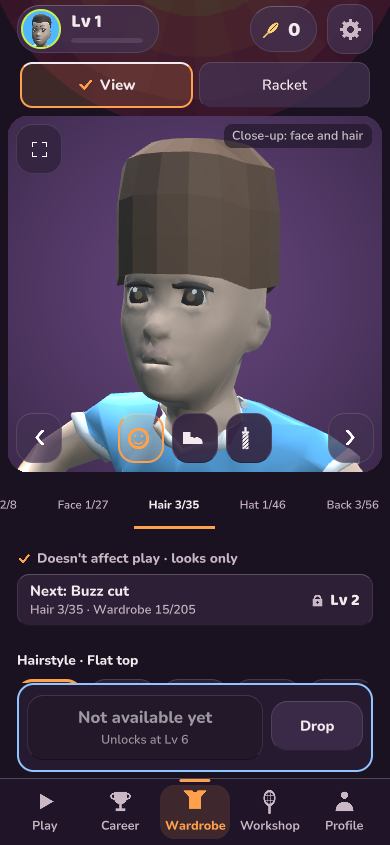 Lv 1
0
View
Racket
Close-up: face and hair
2/8
Face 1/27
Hair 3/35
Hat 1/46
Back 3/56
Doesn't affect play · looks only
Next: Buzz cut
Hair 3/35 · Wardrobe 15/205
Lv 2
Hairstyle · Flat top
Not available yet
Unlocks at Lv 6
Drop
Play
Career
Wardrobe
Workshop
Profile